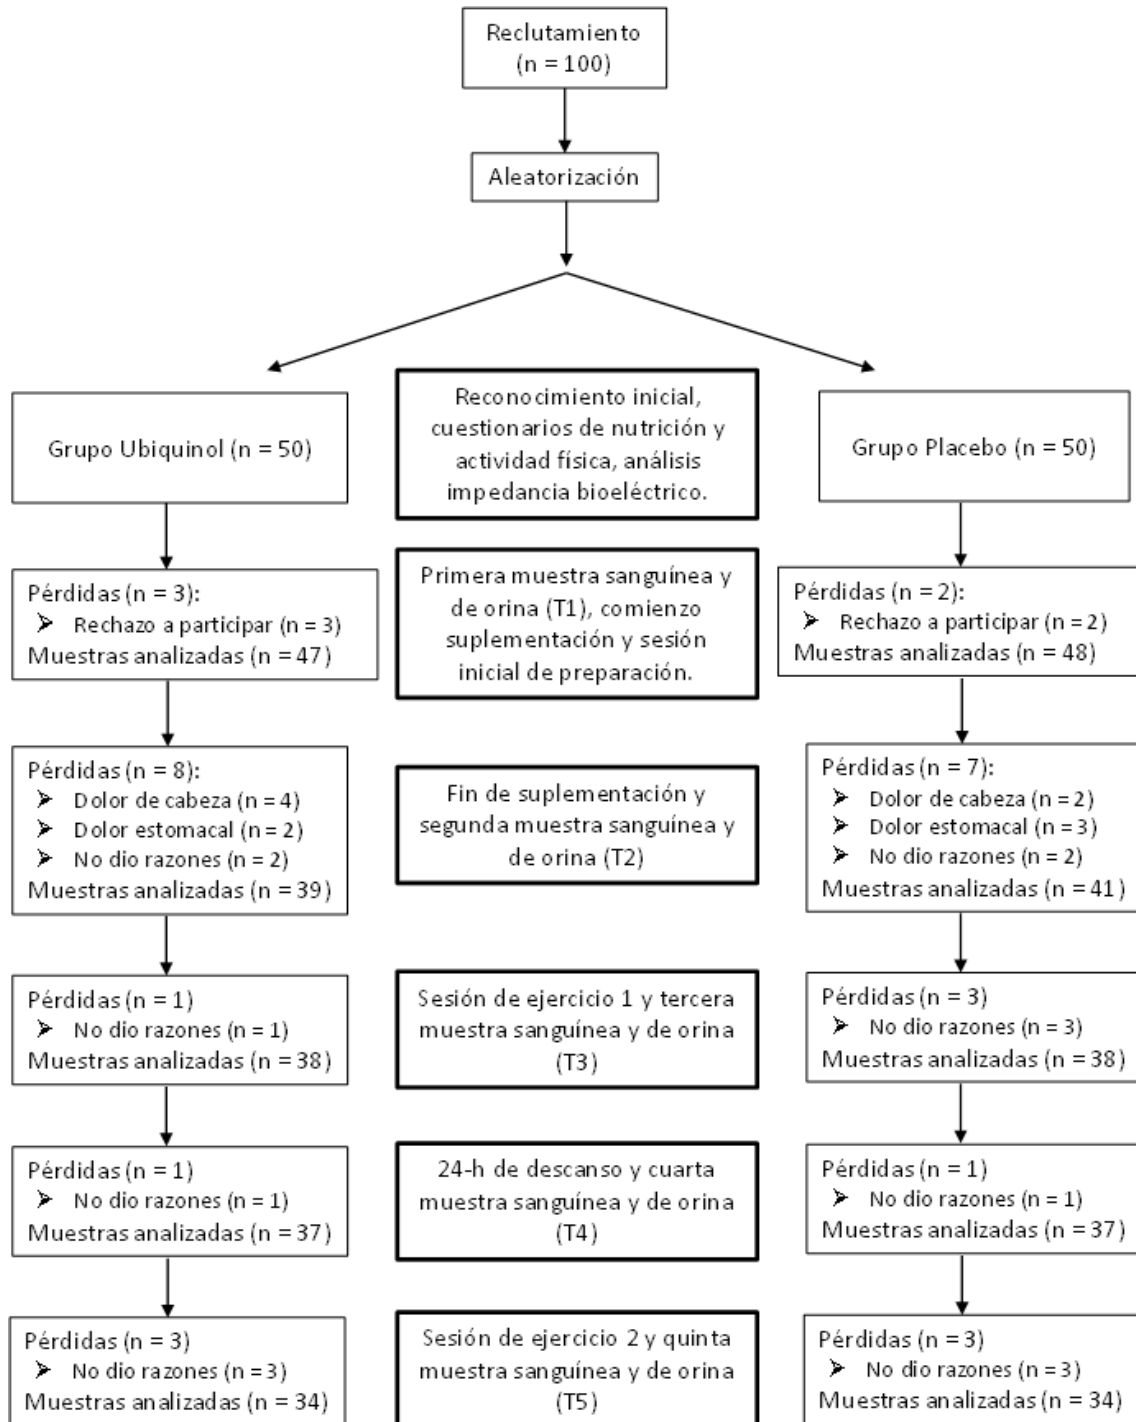 Reclutamiento
(n = 100)
Aleatorización
Grupo Ubiquinol (n = 50)
Reconocimiento inicial,
cuestionarios de nutrición y
actividad física, análisis
impedancia bioeléctrico.
Grupo Placebo (n = 50)
Pérdidas (n = 3):
➢ Rechazo a participar (n = 3)
Muestras analizadas (n = 47)
Primera muestra sanguínea y
de orina (T1), comienzo
suplementación y sesión
inicial de preparación.
Pérdidas (n = 2):
➢ Rechazo a participar (n = 2)
Muestras analizadas (n = 48)
Pérdidas (n = 8):
➢ Dolor de cabeza (n = 4)
➢ Dolor estomacal (n = 2)
➢ No dio razones (n = 2)
Muestras analizadas (n = 39)
Fin de suplementación y
segunda muestra sanguínea y
de orina (T2)
Pérdidas (n = 7):
➢ Dolor de cabeza (n = 2)
➢ Dolor estomacal (n = 3)
➢ No dio razones (n = 2)
Muestras analizadas (n = 41)
Pérdidas (n = 1)
➢ No dio razones (n = 1)
Muestras analizadas (n = 38)
Sesión de ejercicio 1 y tercera
muestra sanguínea y de orina
(T3)
Pérdidas (n = 3)
➢ No dio razones (n = 3)
Muestras analizadas (n = 38)
Pérdidas (n = 1)
➢ No dio razones (n = 1)
Muestras analizadas (n = 37)
24-h de descanso y cuarta
muestra sanguínea y de orina
(T4)
Pérdidas (n = 1)
➢ No dio razones (n = 1)
Muestras analizadas (n = 37)
Pérdidas (n = 3)
➢ No dio razones (n = 3)
Muestras analizadas (n = 34)
Sesión de ejercicio 2 y quinta
muestra sanguínea y de orina
(T5)
Pérdidas (n = 3)
➢ No dio razones (n = 3)
Muestras analizadas (n = 34)